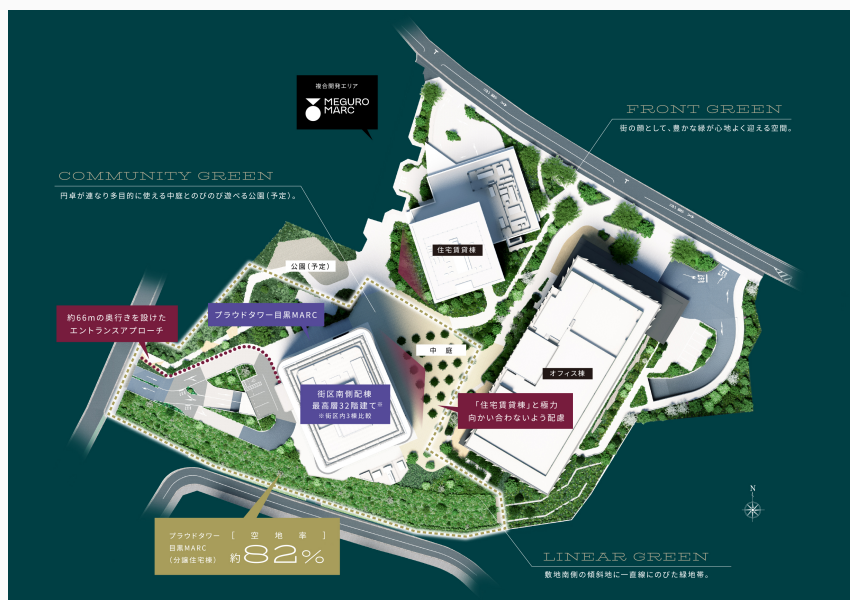 複合開発エリア
MEGURO
MARC
FRONT GREEN
街の顔として、豊かな緑が心地よく迎える空間。
COMMUNITY GREEN
円卓が連なり多目的に使える中庭とのびのび遊べる公園(予定)。
住宅賃貸棟
公園(予定)
約66mの奥行きを設けた
エントランスアプローチ
プラウドタワー目黒MARC
中庭
オフィス棟
街区南側配棟
最高層32階建て※
※街区内3棟比較
「住宅賃貸棟」と極力
向かい合わないよう配慮
N
プラウドタワー
目黒MARC
(分譲住宅棟)
[空地率]
約82%
LINEAR GREEN
敷地南側の傾斜地に一直線にのびた緑地帯。